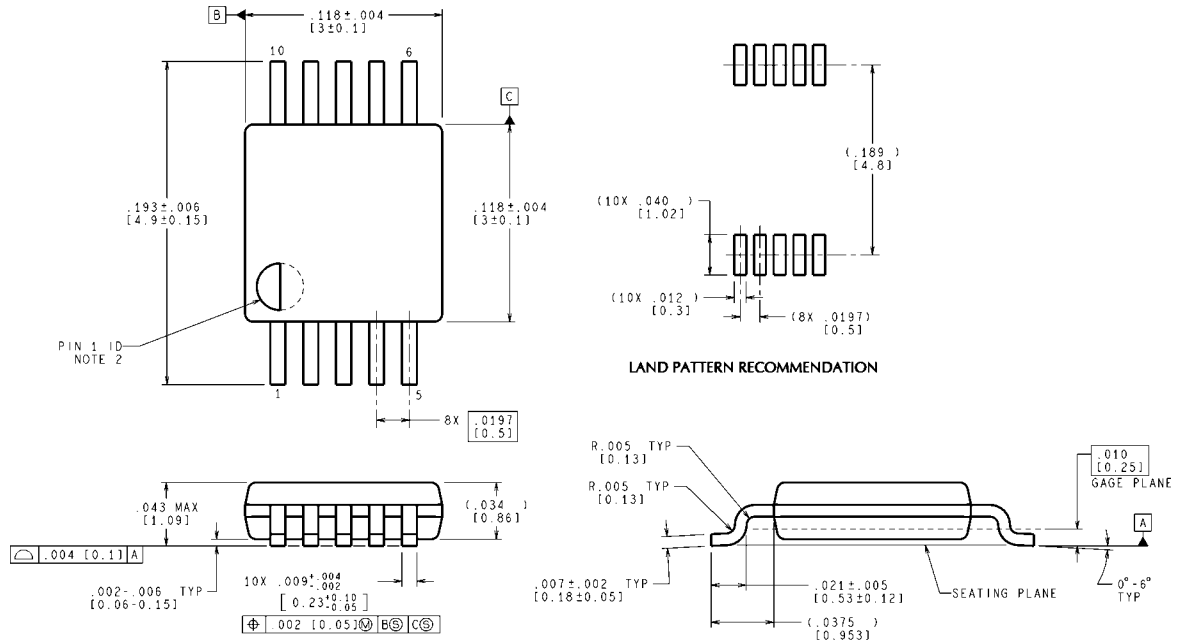 B
.118±.004
[3±0.1]
10
6
C
.193±.006
[4.9±0.15]
.118±.004
[3±0.1]
PIN 1 ID
NOTE 2
1
5
8X .0197
[0.5]
(.189 )
[4.8]
(10X .040 )
[1.02]
(10X .012 )
[0.3]
(8X .0197)
[0.5]
LAND PATTERN RECOMMENDATION
.043 MAX
[1.09]
(.034 )
[0.86]
⌓ .004 [0.1] A
.002-.006 TYP
[0.06-0.15]
10X .009+.004
-.002
[0.23+0.10
-0.05]
⌖ .002 [0.05]Ⓜ BⓈ CⓈ
R.005 TYP
[0.13]
R.005 TYP
[0.13]
.010
[0.25]
GAGE PLANE
A
.007±.002 TYP
[0.18±0.05]
.021±.005
[0.53±0.12]
SEATING PLANE
0°-6°
TYP
(.0375 )
[0.953]